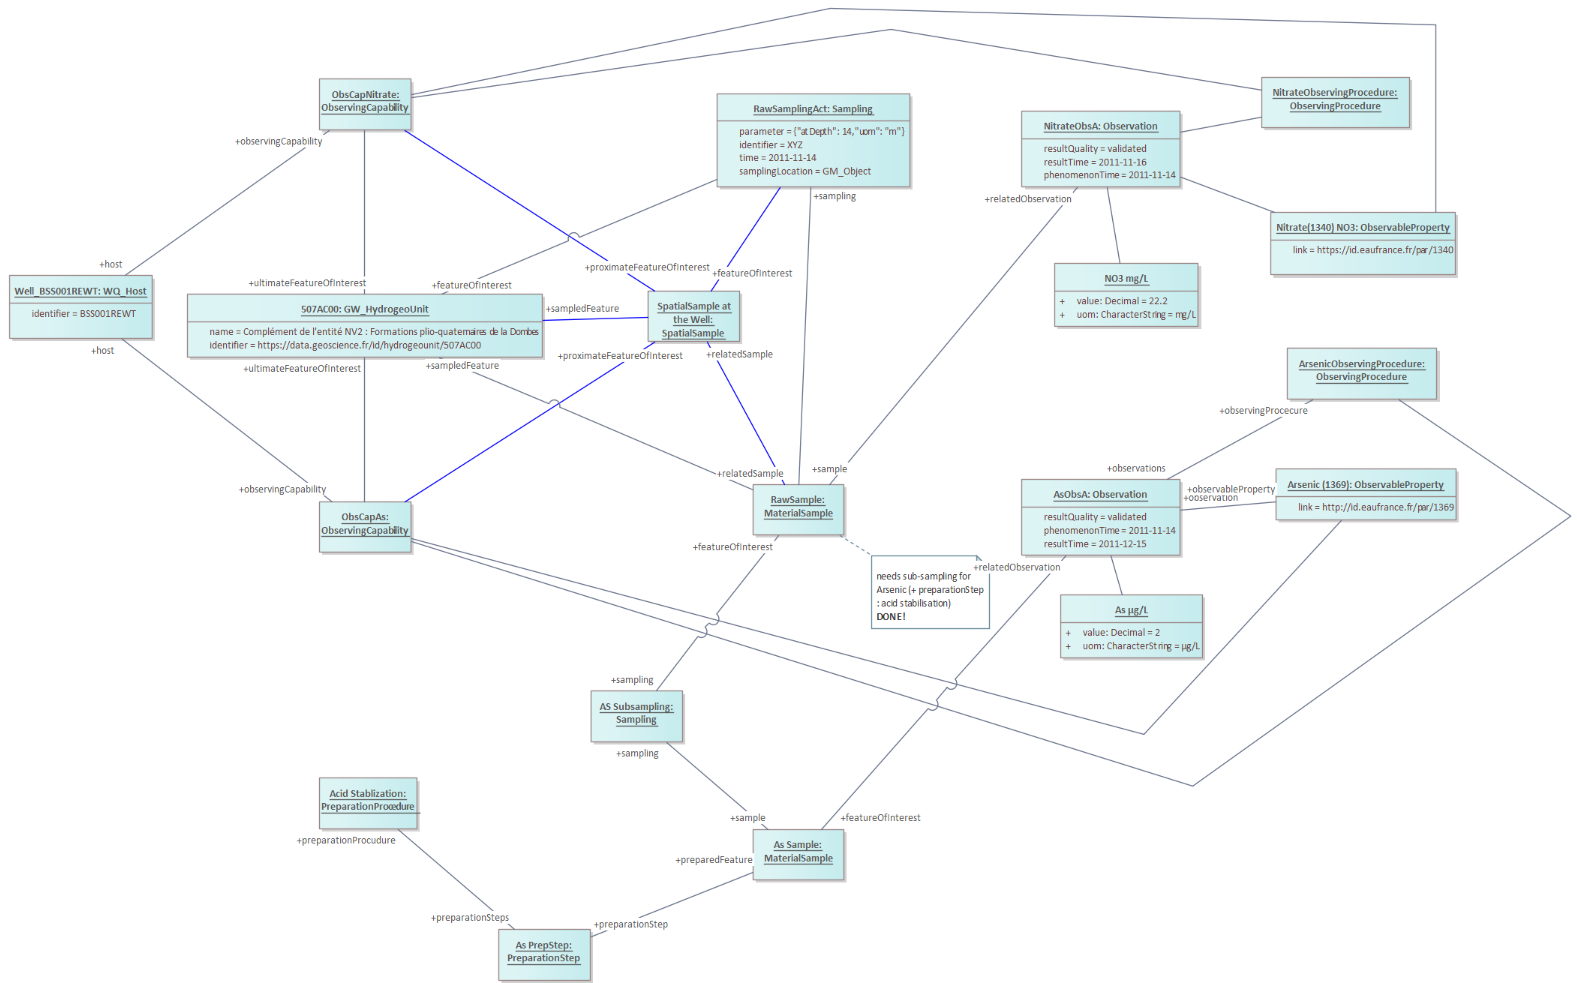 ObsCapNitrate:
ObservingCapability
+observingCapability
RawSamplingAct: Sampling
parameter = {"atDepth": 14,"uom": "m"}
identifier = XYZ
time = 2011-11-14
samplingLocation = GM_Object
+sampling
NitrateObservingProcedure:
ObservingProcedure
NitrateObsA: Observation
resultQuality = validated
resultTime = 2011-11-16
phenomenonTime = 2011-11-14
+relatedObservation
Nitrate(1340) NO3: ObservableProperty
link = https://id.eaufrance.fr/par/1340
+host
Well_BSS001REWT: WQ_Host
identifier = BSS001REWT
+host
+ultimateFeatureOfInterest
+featureOfInterest
+proximateFeatureOfInterest
+featureOfInterest
507AC00: GW_HydrogeoUnit
name = Complément de l'entité NV2 : Formations plio-quaternaires de la Dombes
identifier = https://data.geoscience.fr/id/hydrogeounit/507AC00
+sampledFeature
SpatialSample at
the Well:
SpatialSample
+ultimateFeatureOfInterest
+sampledFeature
+proximateFeatureOfInterest
+relatedSample
NO3 mg/L
+ value: Decimal = 22.2
+ uom: CharacterString = mg/L
ArsenicObservingProcedure:
ObservingProcedure
+observingProcecure
+observations
+observingCapability
ObsCapAs:
ObservingCapability
+relatedSample
+sample
RawSample:
MaterialSample
+featureOfInterest
AsObsA: Observation
resultQuality = validated
phenomenonTime = 2011-11-14
resultTime = 2011-12-15
+observableProperty
+observation
Arsenic (1369): ObservableProperty
link = http://id.eaufrance.fr/par/1369
+relatedObservation
needs sub-sampling for
Arsenic (+ preparationStep
: acid stabilisation)
DONE!
As µg/L
+ value: Decimal = 2
+ uom: CharacterString = µg/L
+sampling
AS Subsampling:
Sampling
+sampling
Acid Stablization:
PreparationProcedure
+preparationProcudure
+sample
+featureOfInterest
As Sample:
MaterialSample
+preparedFeature
+preparationSteps
+preparationStep
As PrepStep:
PreparationStep